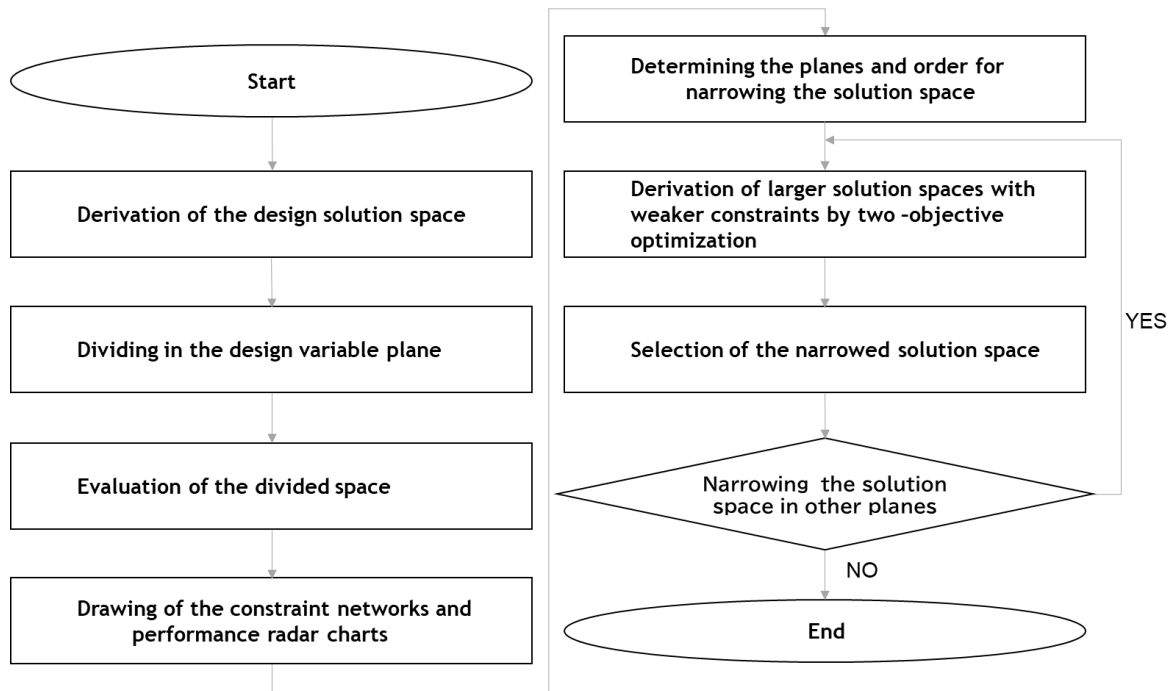 Start
Derivation of the design solution space
Dividing in the design variable plane
Evaluation of the divided space
Drawing of the constraint networks and
performance radar charts
Determining the planes and order for
narrowing the solution space
Derivation of larger solution spaces with
weaker constraints by two -objective
optimization
Selection of the narrowed solution space
Narrowing the solution
space in other planes
YES
NO
End